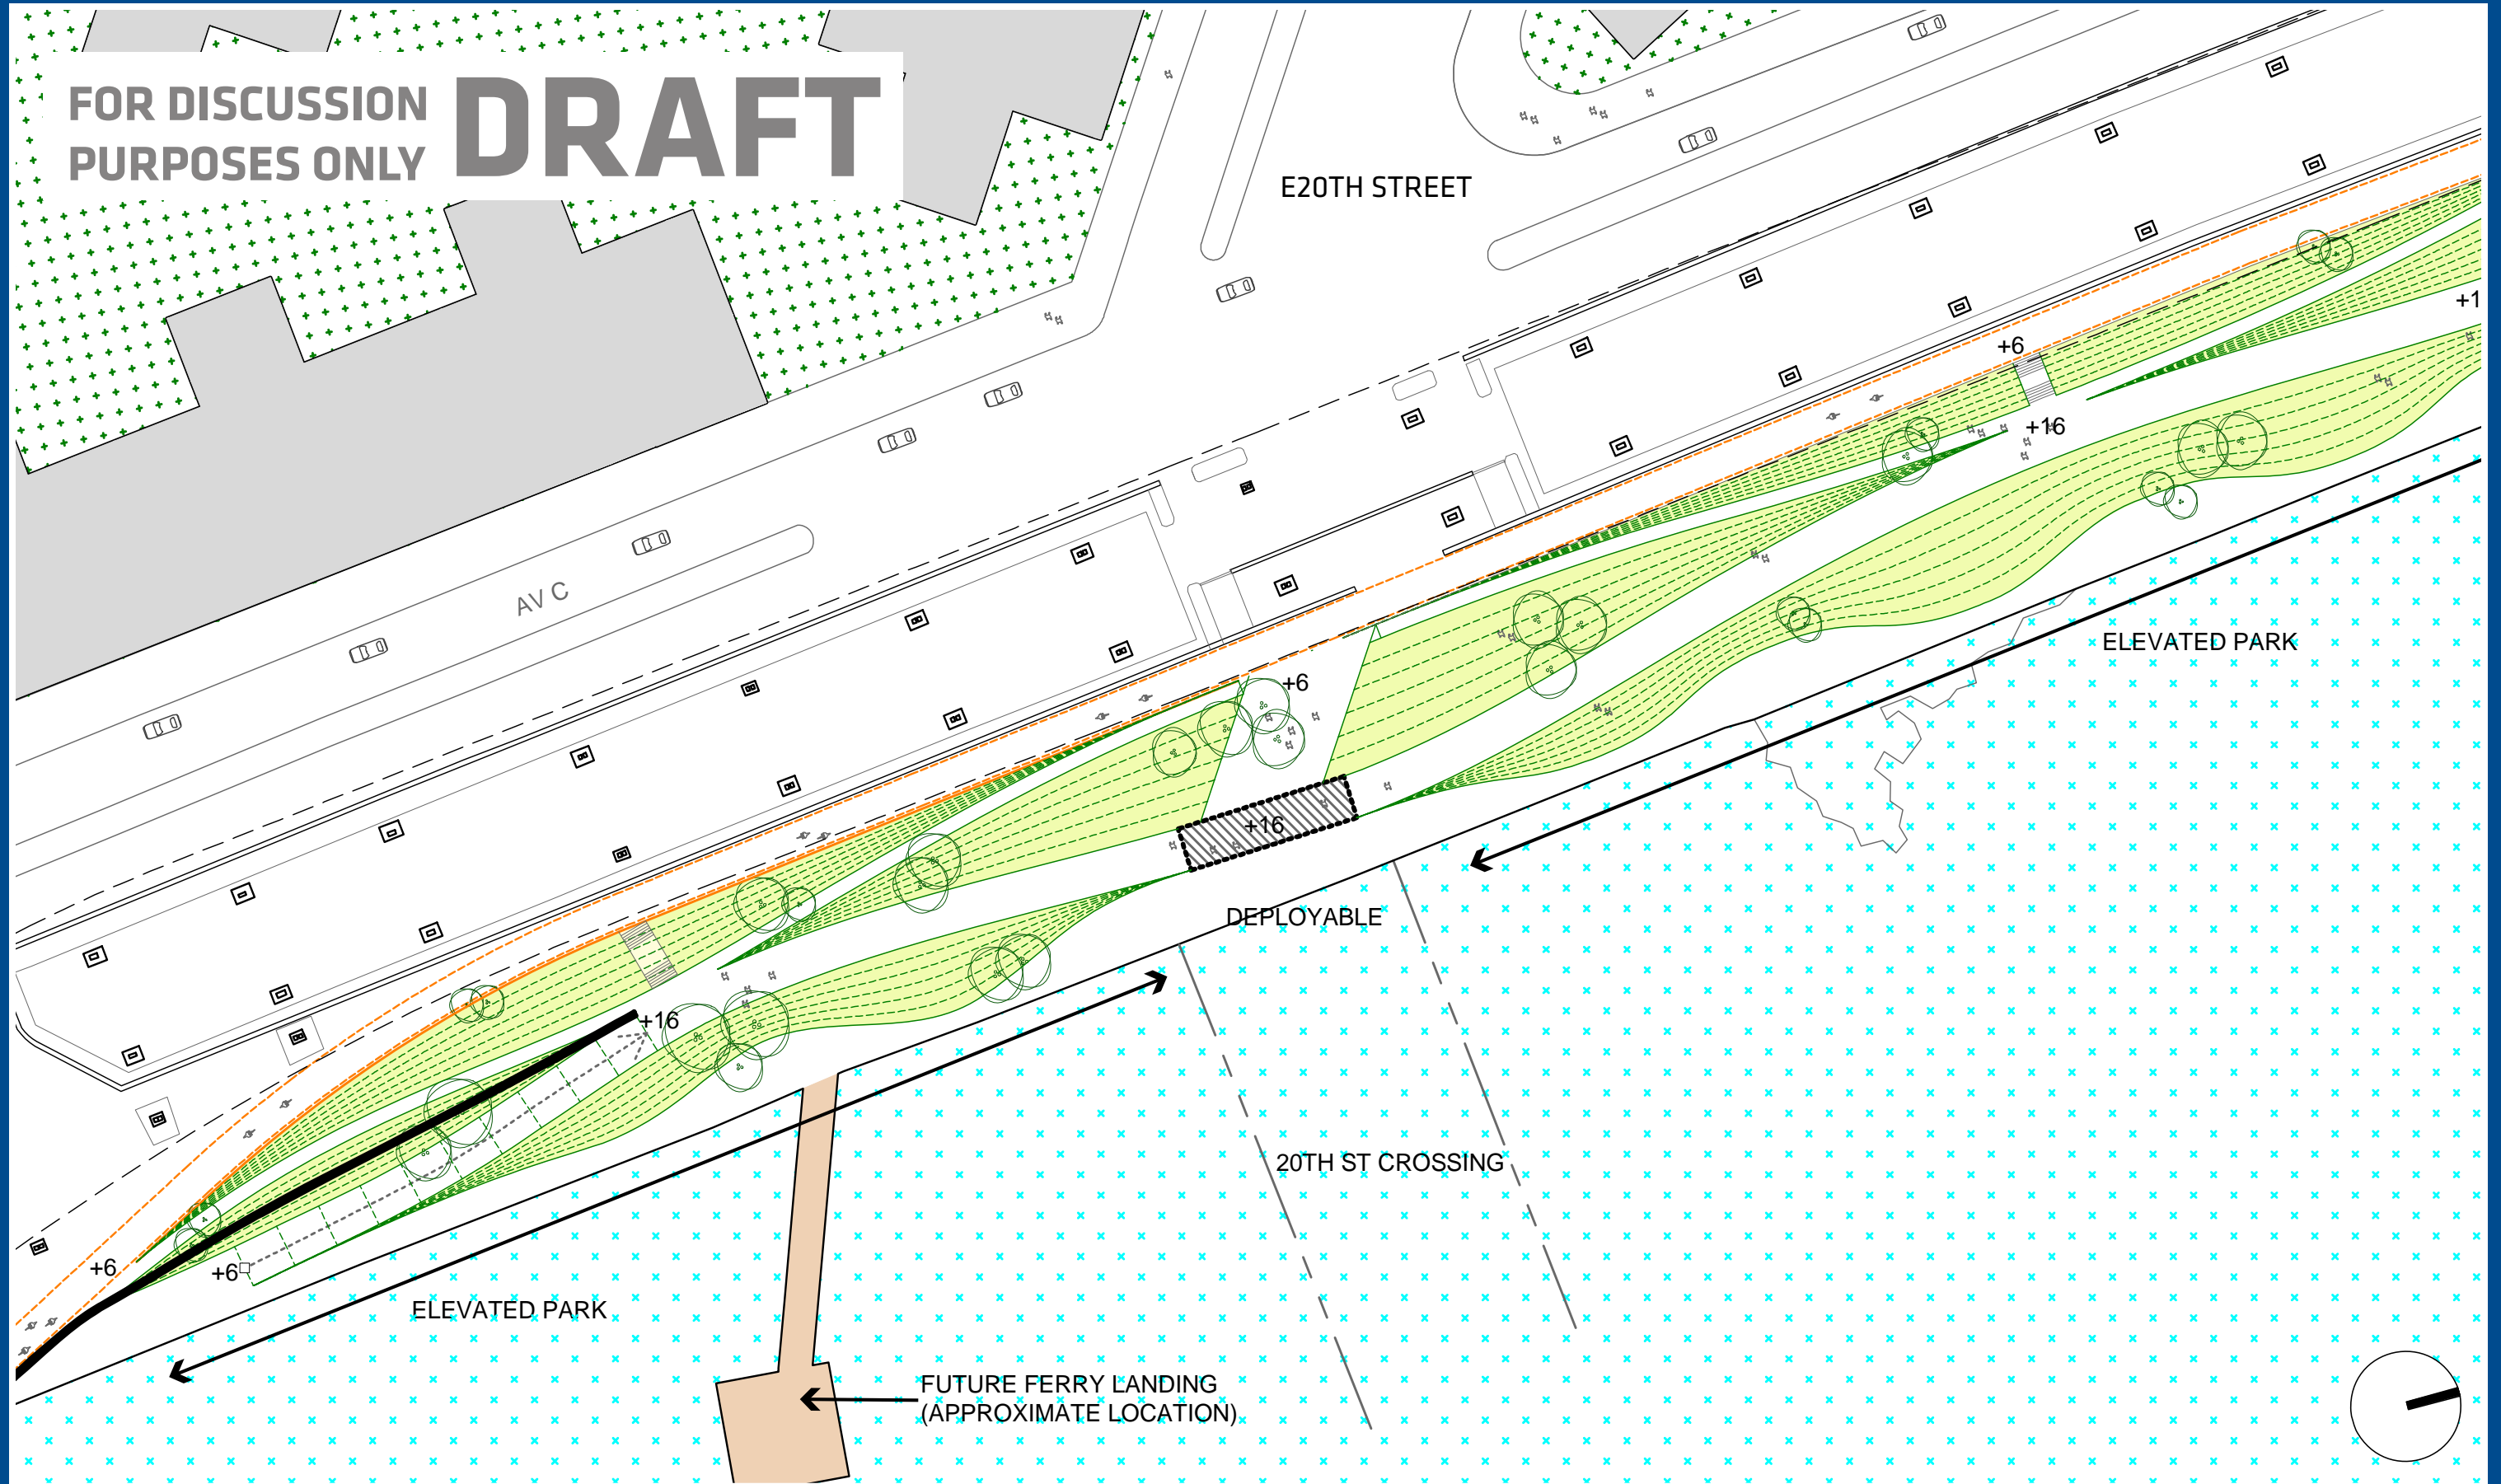 FOR DISCUSSION
PURPOSES ONLY
DRAFT
E20TH STREET
+1
+6
+16
AV C
ELEVATED PARK
+6
+16
DEPLOYABLE
+16
20TH ST CROSSING
+6
+6
ELEVATED PARK
FUTURE FERRY LANDING
(APPROXIMATE LOCATION)